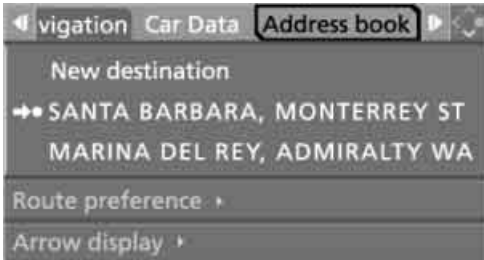 vigation Car Data Address book
New destination
SANTA BARBARA, MONTERREY ST
MARINA DEL REY, ADMIRALTY WA
Route preference
Arrow display